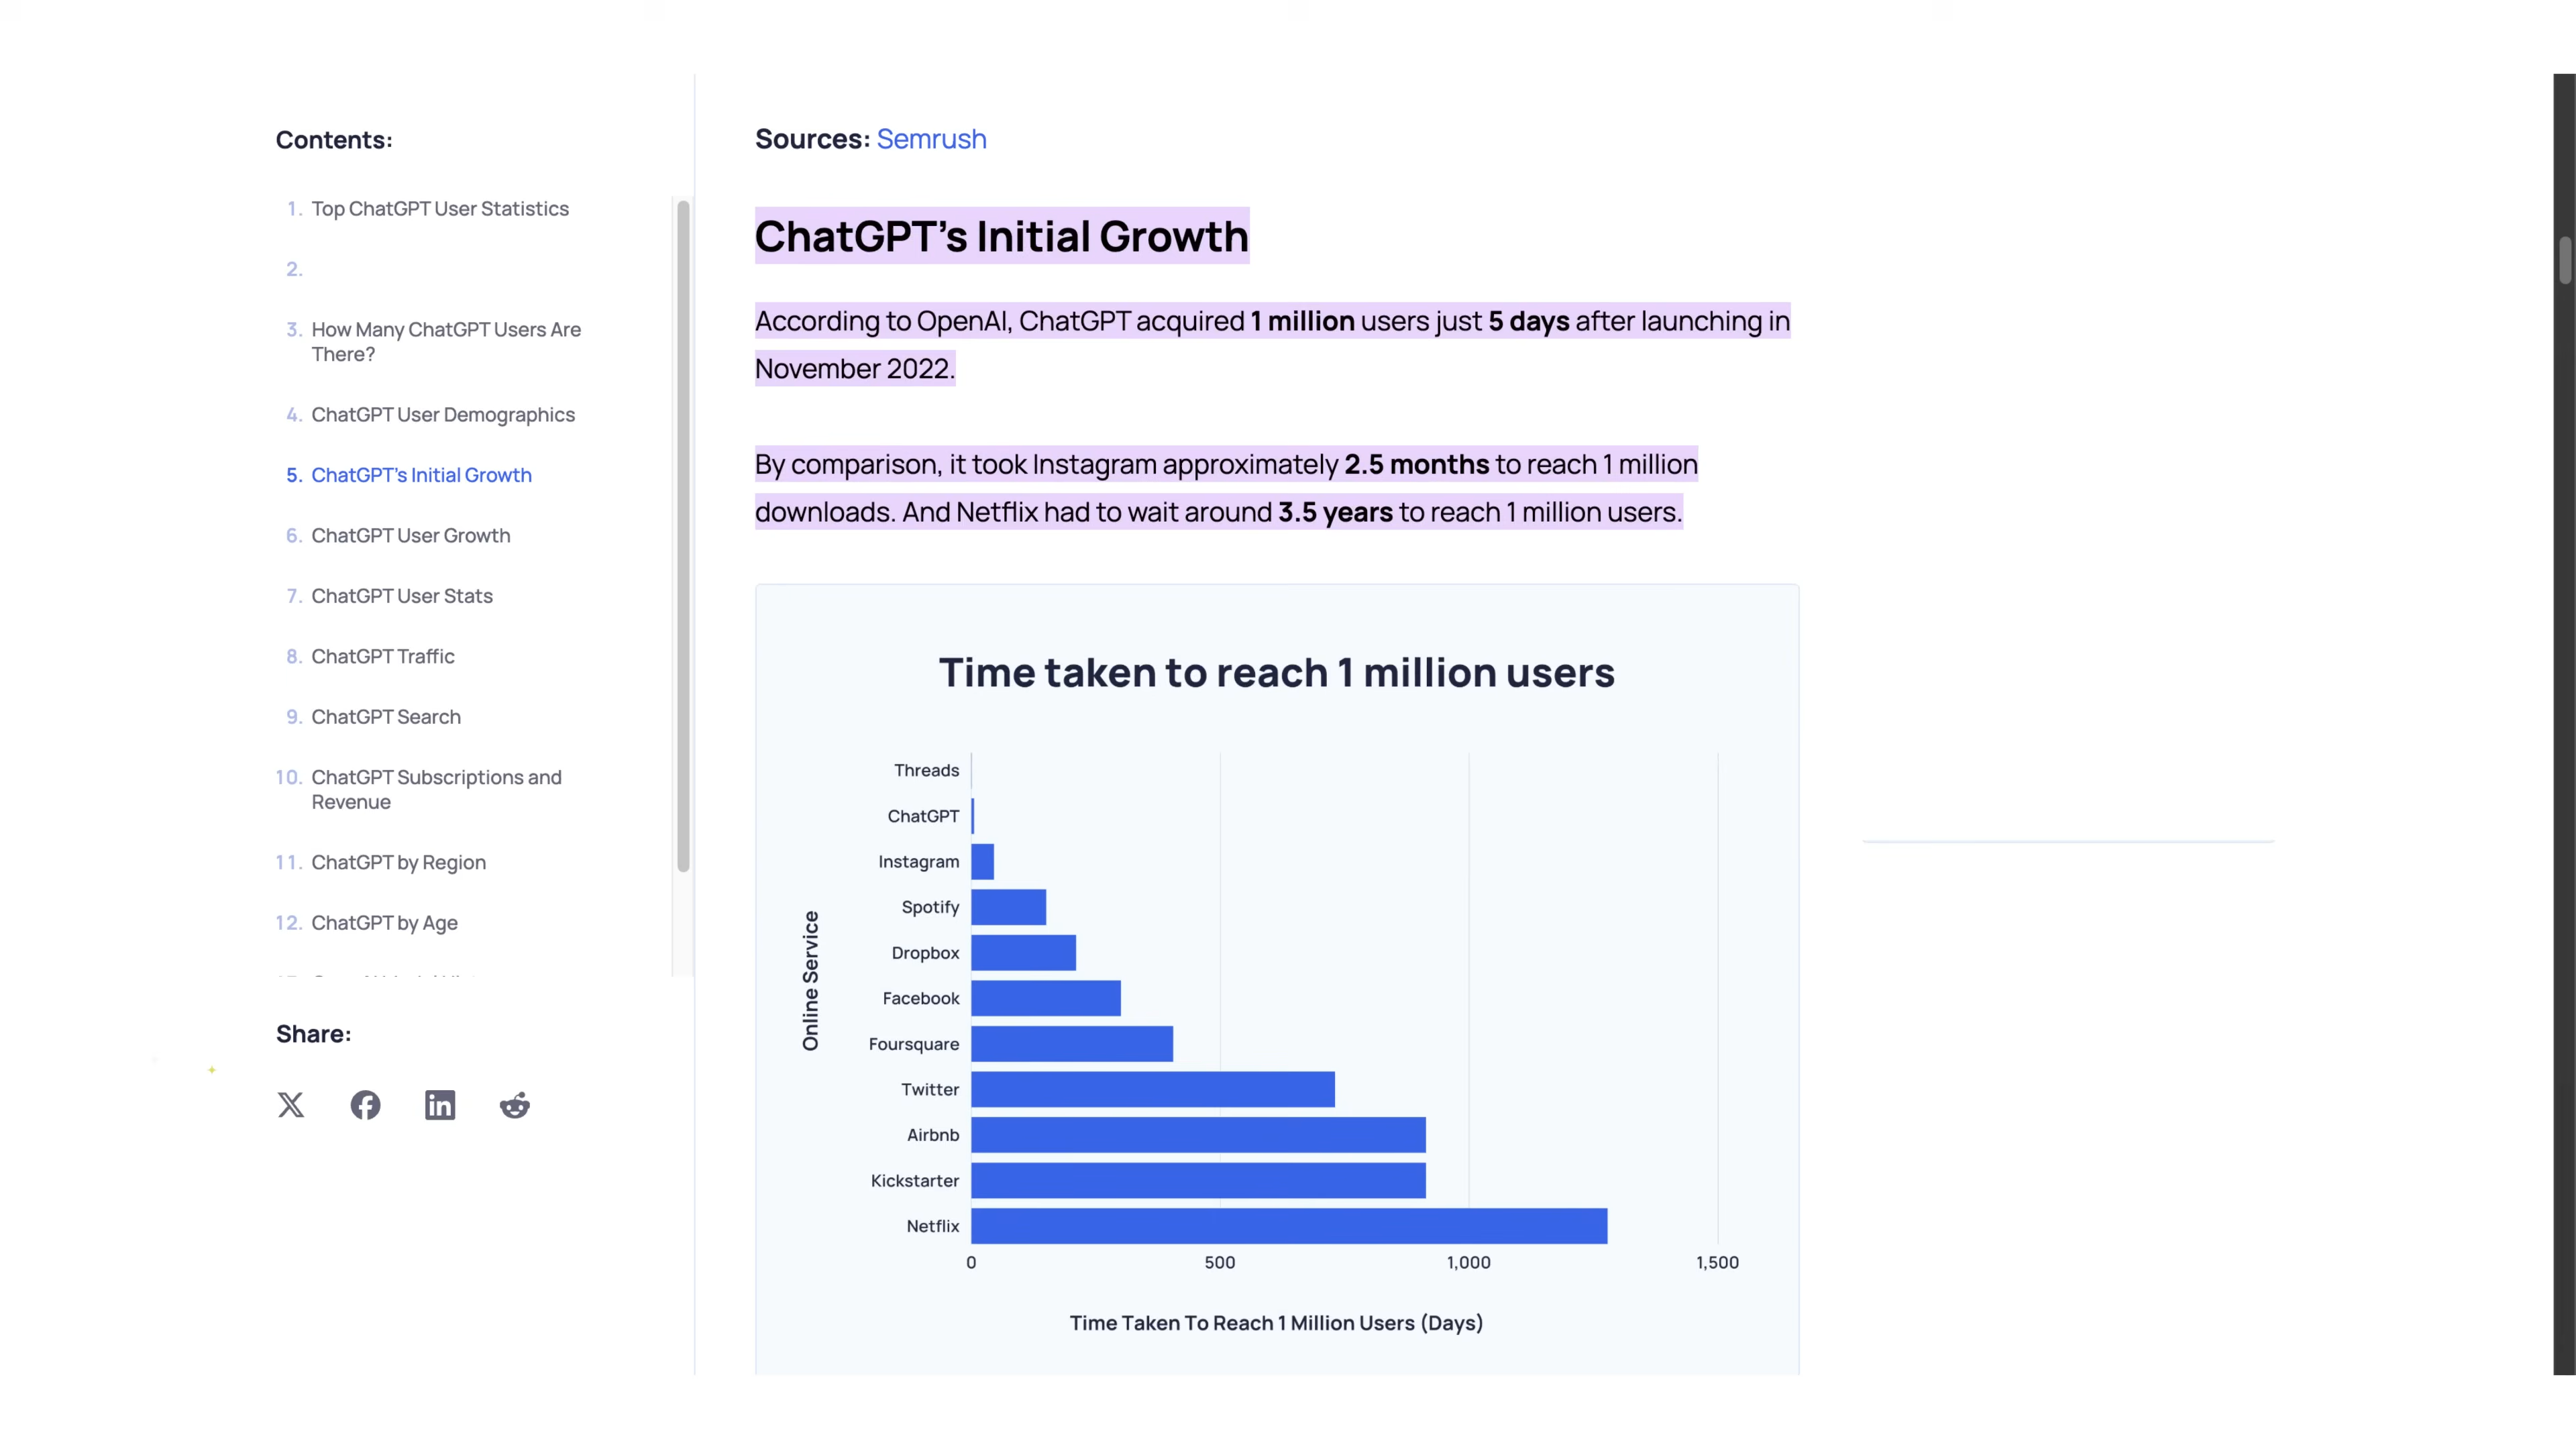 Contents:
1. Top ChatGPT User Statistics
2.
3. How Many ChatGPT Users Are
There?
4. ChatGPT User Demographics
5. ChatGPT's Initial Growth
6. ChatGPT User Growth
7. ChatGPT User Stats
8. ChatGPT Traffic
9. ChatGPT Search
10. ChatGPT Subscriptions and
Revenue
11. ChatGPT by Region
12. ChatGPT by Age
Share:
Sources: Semrush
ChatGPT's Initial Growth
According to OpenAI, ChatGPT acquired 1 million users just 5 days after launching in
November 2022.
By comparison, it took Instagram approximately 2.5 months to reach 1 million
downloads. And Netflix had to wait around 3.5 years to reach 1 million users.
Time taken to reach 1 million users
Online Service
Threads
ChatGPT
Instagram
Spotify
Dropbox
Facebook
Foursquare
Twitter
Airbnb
Kickstarter
Netflix
0 500 1,000 1,500
Time Taken To Reach 1 Million Users (Days)